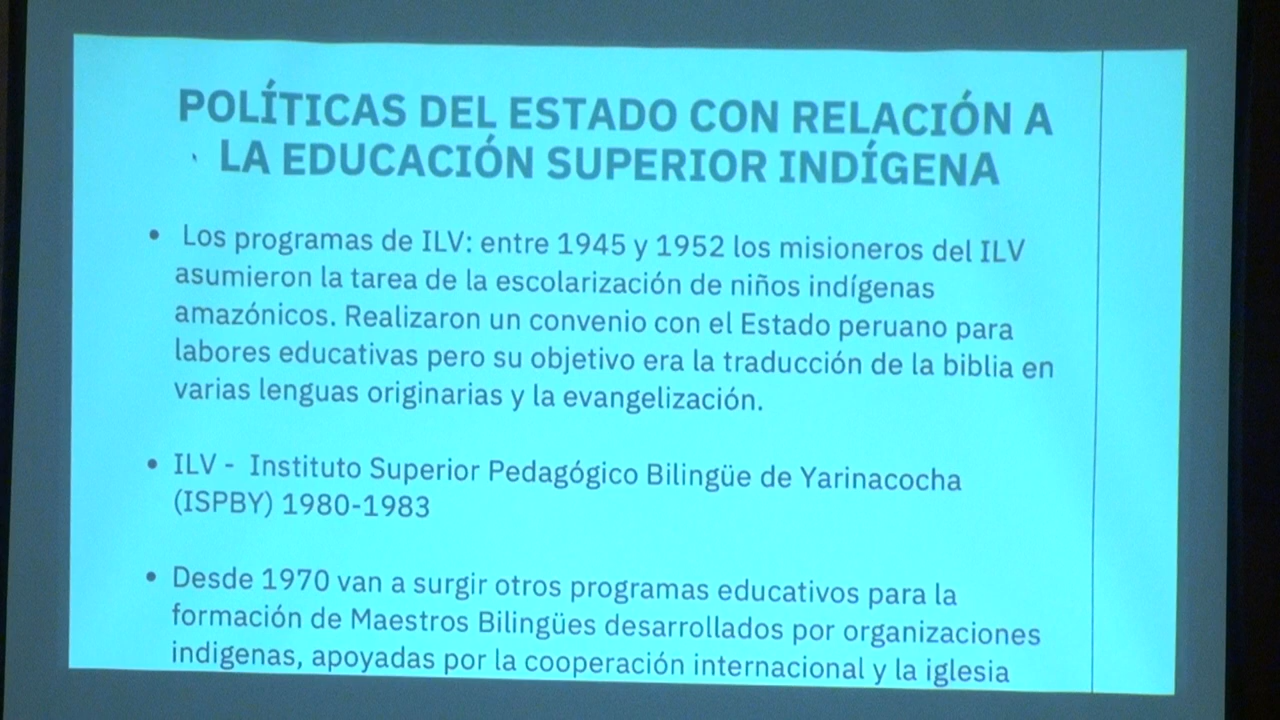 POLÍTICAS DEL ESTADO CON RELACIÓN A
LA EDUCACIÓN SUPERIOR INDÍGENA
• Los programas de ILV: entre 1945 y 1952 los misioneros del ILV
asumieron la tarea de la escolarización de niños indígenas
amazónicos. Realizaron un convenio con el Estado peruano para
labores educativas pero su objetivo era la traducción de la biblia en
varias lenguas originarias y la evangelización.
• ILV - Instituto Superior Pedagógico Bilingüe de Yarinacocha
(ISPBY) 1980-1983
• Desde 1970 van a surgir otros programas educativos para la
formación de Maestros Bilingües desarrollados por organizaciones
indigenas, apoyadas por la cooperación internacional y la iglesia